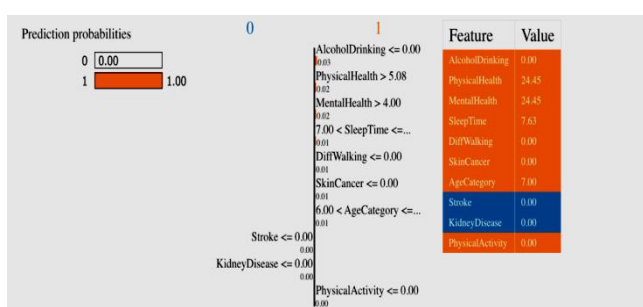 Prediction probabilities
0 0.00
1 1.00
0 1
AlcoholDrinking <= 0.00
0.03
PhysicalHealth > 5.08
0.02
MentalHealth > 4.00
0.02
7.00 < SleepTime <=...
0.01
DiffWalking <= 0.00
0.01
SkinCancer <= 0.00
0.01
6.00 < AgeCategory <=...
0.01
Stroke <= 0.00
0.00
KidneyDisease <= 0.00
0.00
PhysicalActivity <= 0.00
0.00
Feature Value
AlcoholDrinking 0.00
PhysicalHealth 24.45
MentalHealth 24.45
SleepTime 7.63
DiffWalking 0.00
SkinCancer 0.00
AgeCategory 7.00
Stroke 0.00
KidneyDisease 0.00
PhysicalActivity 0.00